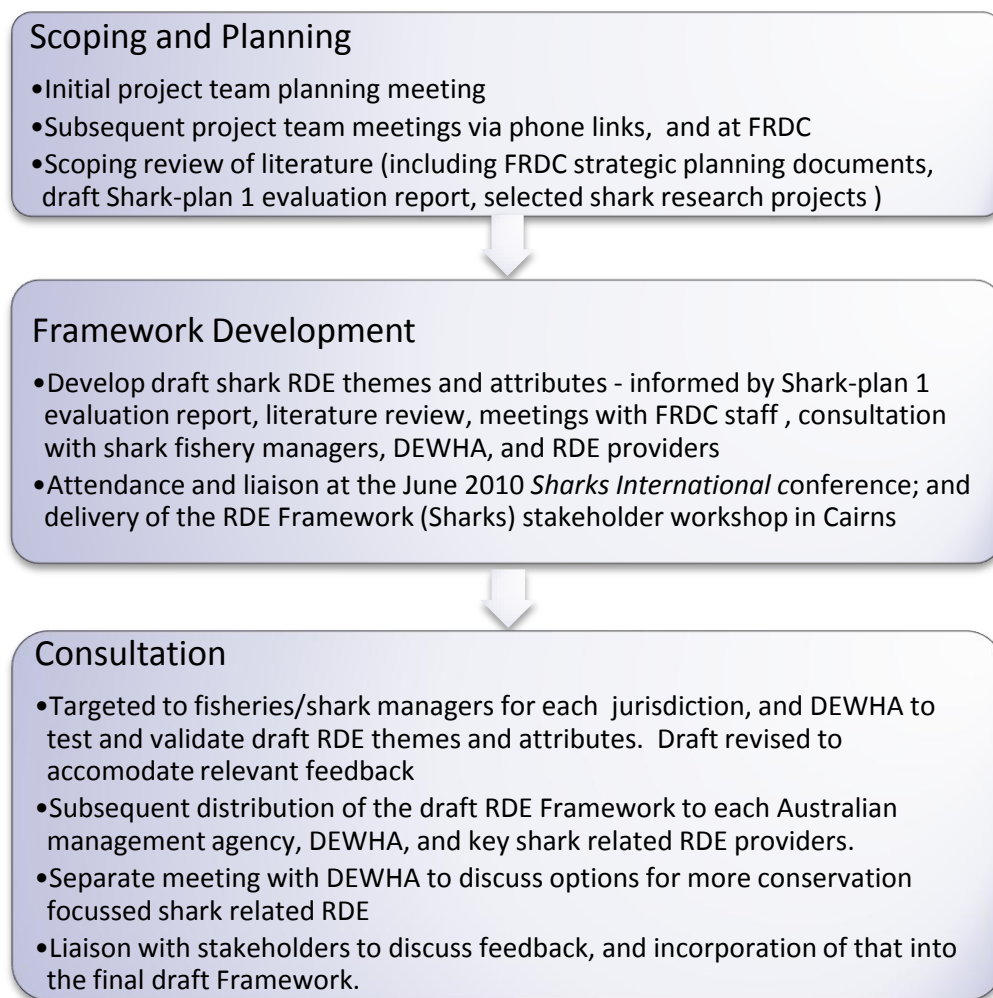 Scoping and Planning
•Initial project team planning meeting
•Subsequent project team meetings via phone links,  and at FRDC
•Scoping review of literature (including FRDC strategic planning documents,
draft Shark-plan 1 evaluation report, selected shark research projects )
Framework Development
•Develop draft shark RDE themes and attributes - informed by Shark-plan 1
evaluation report, literature review, meetings with FRDC staff , consultation
with shark fishery managers, DEWHA, and RDE providers
•Attendance and liaison at the June 2010 Sharks International conference; and
delivery of the RDE Framework (Sharks) stakeholder workshop in Cairns
Consultation
•Targeted to fisheries/shark managers for each  jurisdiction, and DEWHA to
test and validate draft RDE themes and attributes.  Draft revised to
accomodate relevant feedback
•Subsequent distribution of the draft RDE Framework to each Australian
management agency, DEWHA, and key shark related RDE providers.
•Separate meeting with DEWHA to discuss options for more conservation
focussed shark related RDE
•Liaison with stakeholders to discuss feedback, and incorporation of that into
the final draft Framework.